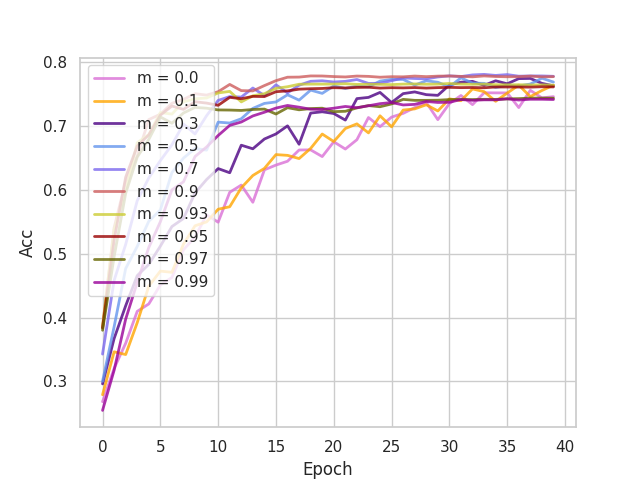 0.8
0.7
0.6
0.5
0.4
0.3
Acc
m = 0.0
m = 0.1
m = 0.3
m = 0.5
m = 0.7
m = 0.9
m = 0.93
m = 0.95
m = 0.97
m = 0.99
0 5 10 15 20 25 30 35 40
Epoch